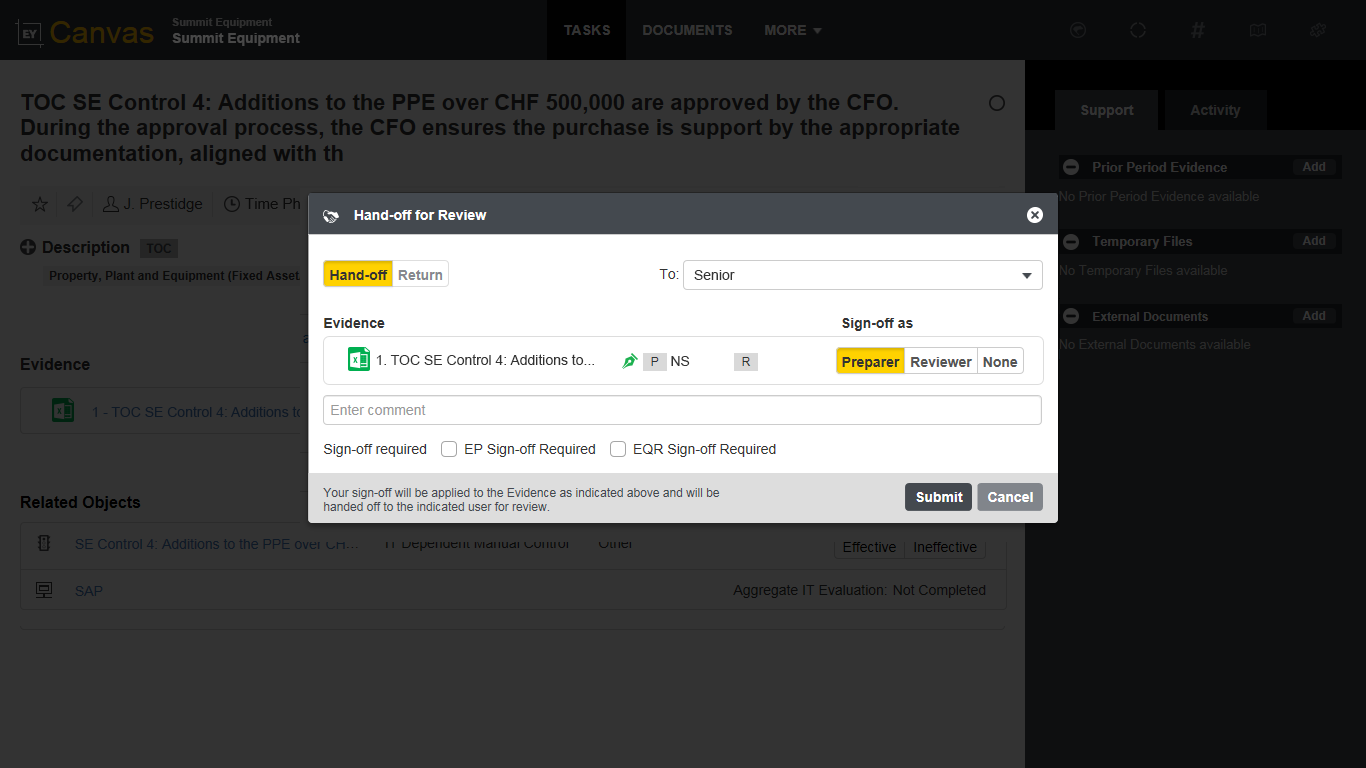 EY Canvas
Summit Equipment
Summit Equipment
TASKS DOCUMENTS MORE
#
TOC SE Control 4: Additions to the PPE over CHF 500,000 are approved by the CFO.
During the approval process, the CFO ensures the purchase is support by the appropriate
documentation, aligned with th
J. Prestidge Time Ph
Description TOC
Property, Plant and Equipment (Fixed Asset
a
Evidence
1 - TOC SE Control 4: Additions to
Related Objects
SE Control 4: Additions to the PPE over CH... IT Dependent Manual Control Other Effective Ineffective
SAP Aggregate IT Evaluation: Not Completed
Hand-off for Review
Hand-off Return To: Senior
Evidence Sign-off as
1. TOC SE Control 4: Additions to... P NS R Preparer Reviewer None
Enter comment
Sign-off required EP Sign-off Required EQR Sign-off Required
Your sign-off will be applied to the Evidence as indicated above and will be
handed off to the indicated user for review.
Submit Cancel
Support Activity
Prior Period Evidence Add
No Prior Period Evidence available
Temporary Files Add
No Temporary Files available
External Documents Add
No External Documents available